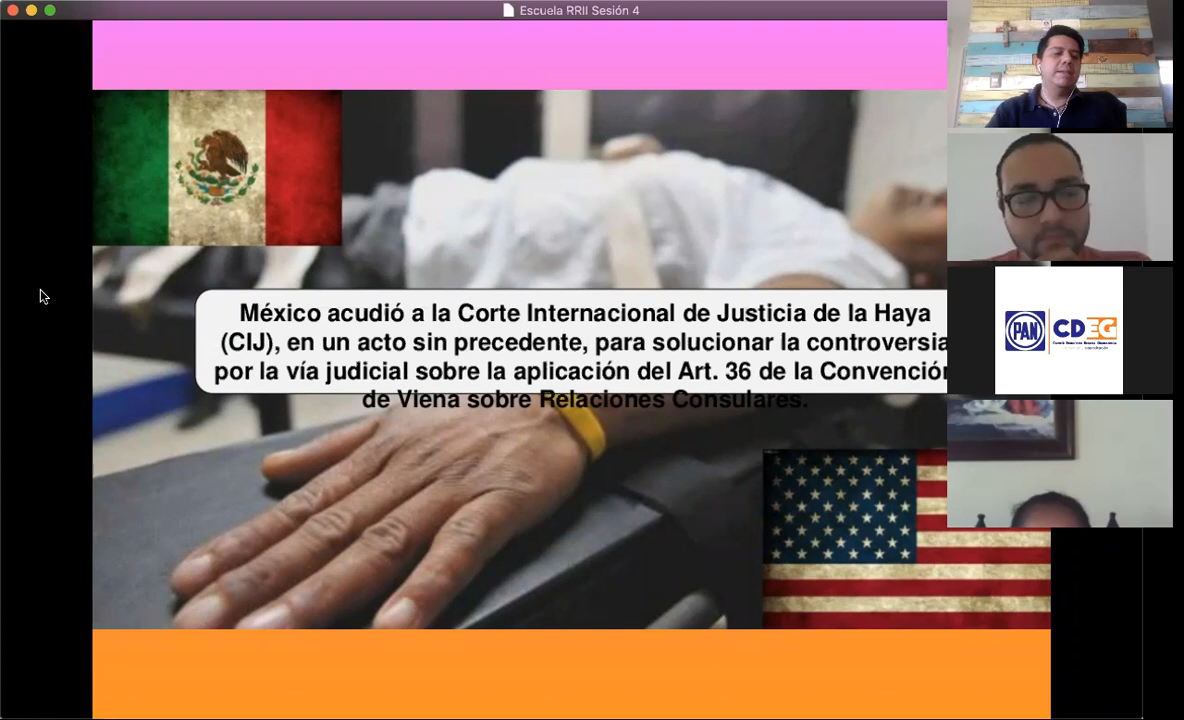 Escuela RRII Sesión 4
México acudió a la Corte Internacional de Justicia de la Haya
(CIJ), en un acto sin precedente, para solucionar la controversia
por la vía judicial sobre la aplicación del Art. 36 de la Convención
de Viena sobre Relaciones Consulares.
PAN
CDEG